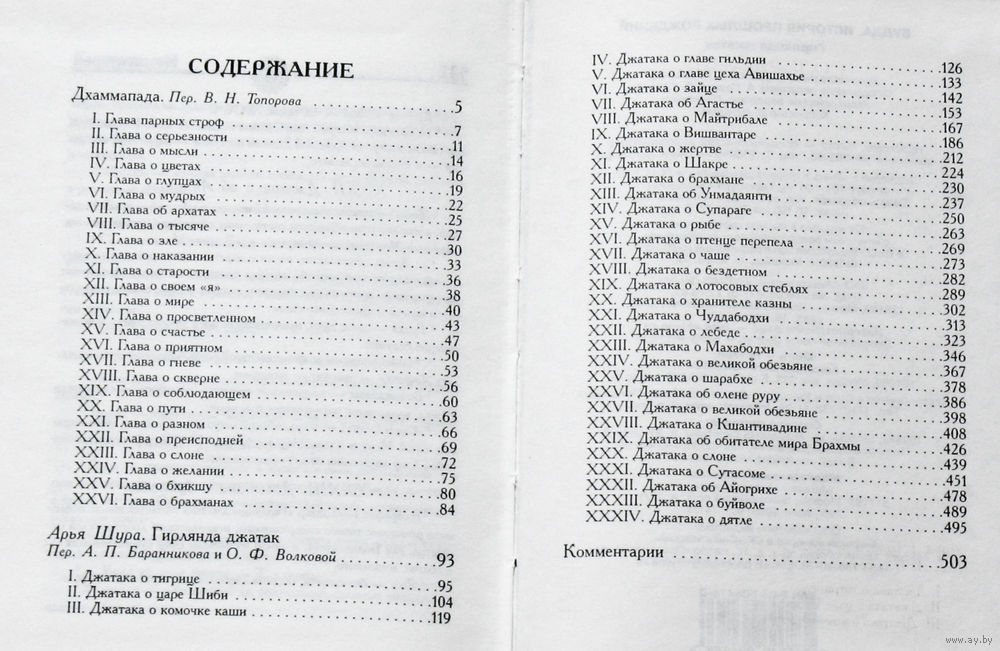 СОДЕРЖАНИЕ
Дхаммапада. Пер. В. Н. Топорова 5
I. Глава парных строф 7
II. Глава о серьезности 11
III. Глава о мысли 14
IV. Глава о цветах 16
V. Глава о глупцах 19
VI. Глава о мудрых 22
VII. Глава об архатах 25
VIII. Глава о тысяче 27
IX. Глава о зле 30
X. Глава о наказании 33
XI. Глава о старости 36
XII. Глава о своем «я» 38
XIII. Глава о мире 40
XIV. Глава о просветленном 43
XV. Глава о счастье 47
XVI. Глава о приятном 50
XVII. Глава о гневе 53
XVIII. Глава о скверне 56
XIX. Глава о соблюдающем 60
XX. Глава о пути 63
XXI. Глава о разном 66
XXII. Глава о преисподней 69
XXIII. Глава о слоне 72
XXIV. Глава о желании 75
XXV. Глава о бхикшу 80
XXVI. Глава о брахманах 84
Арья Шура. Гирлянда джатак
Пер. А. П. Баранникова и О. Ф. Волковой 93
I. Джатака о тигрице 95
II. Джатака о царе Шиби 104
III. Джатака о комочке каши 119
IV. Джатака о главе гильдии 126
V. Джатака о главе цеха Авишахье 133
VI. Джатака о зайце 142
VII. Джатака об Агастье 153
VIII. Джатака о Майтрибале 167
IX. Джатака о Вишвантаре 186
X. Джатака о жертве 212
XI. Джатака о Шакре 224
XII. Джатака о брахмане 230
XIII. Джатака об Унмадаянти 237
XIV. Джатака о Супараге 250
XV. Джатака о рыбе 263
XVI. Джатака о птенце перепела 269
XVII. Джатака о чаше 273
XVIII. Джатака о бездетном 282
XIX. Джатака о лотосовых стеблях 289
XX. Джатака о хранителе казны 302
XXI. Джатака о Чуддабодхи 313
XXII. Джатака о лебеде 323
XXIII. Джатака о Махабодхи 346
XXIV. Джатака о великой обезьяне 367
XXV. Джатака о шарабхе 378
XXVI. Джатака об олене руру 386
XXVII. Джатака о великой обезьяне 398
XXVIII. Джатака о Кшантивадине 408
XXIX. Джатака об обитателе мира Брахмы 426
XXX. Джатака о слоне 439
XXXI. Джатака о Сутасоме 451
XXXII. Джатака об Айогрихе 478
XXXIII. Джатака о буйволе 489
XXXIV. Джатака о дятле 495
Комментарии 503
www.ay.by